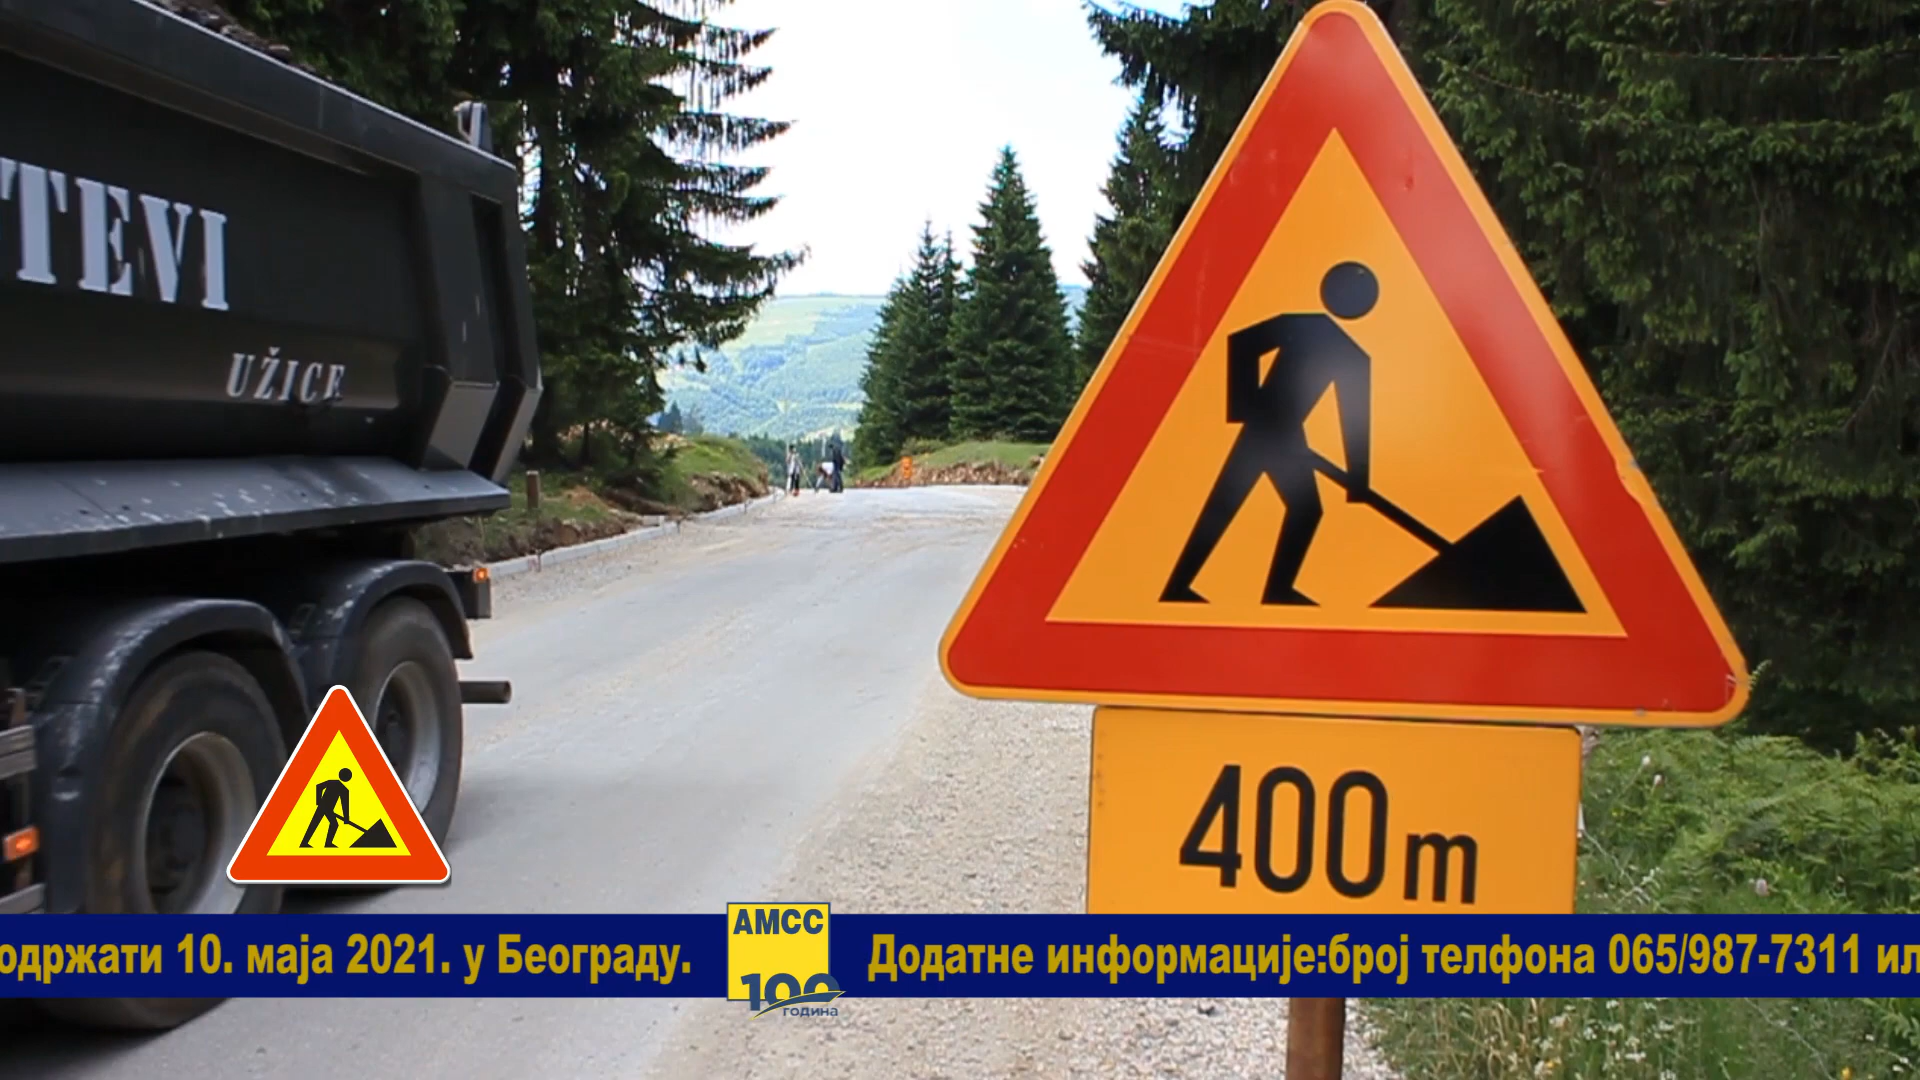 TEVI
UŽICE
400m
одржати 10. маја 2021. у Београду.
АМСС
100
година
Додатне информације:број телфона 065/987-7311 ил